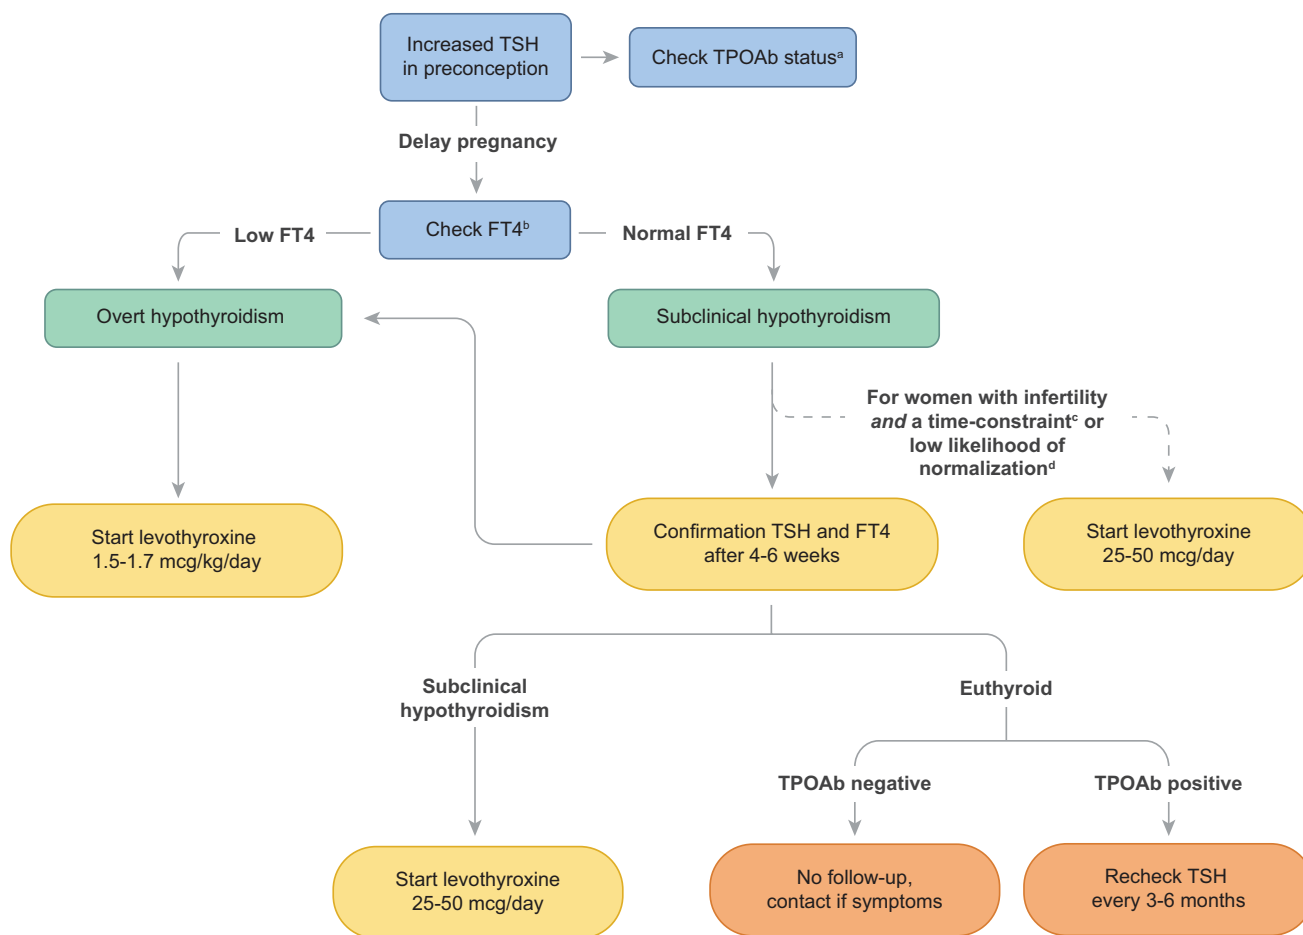 Increased TSH
in preconception
Check TPOAb statusᵃ
Delay pregnancy
Check FT4ᵇ
Low FT4
Normal FT4
Overt hypothyroidism
Subclinical hypothyroidism
For women with infertility
and a time-constraintᶜ or
low likelihood of
normalizationᵈ
Start levothyroxine
1.5-1.7 mcg/kg/day
Confirmation TSH and FT4
after 4-6 weeks
Start levothyroxine
25-50 mcg/day
Subclinical
hypothyroidism
Euthyroid
TPOAb negative
TPOAb positive
Start levothyroxine
25-50 mcg/day
No follow-up,
contact if symptoms
Recheck TSH
every 3-6 months